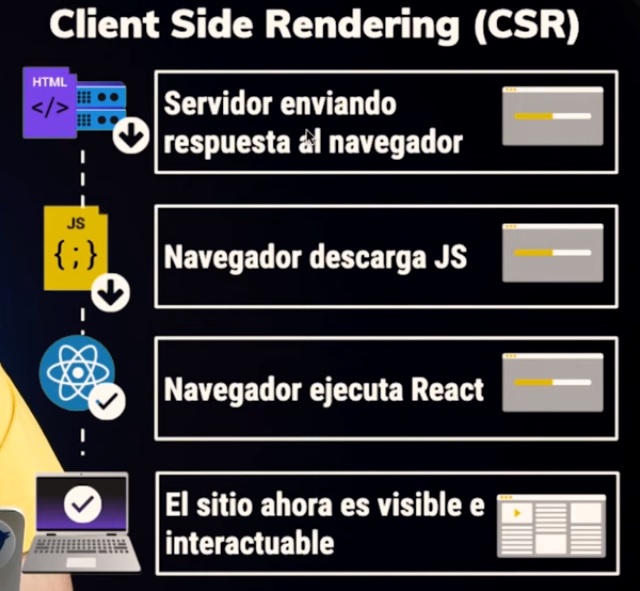 Client Side Rendering (CSR)
HTML
</>
Servidor enviando
respuesta al navegador
JS
{;}
Navegador descarga JS
Navegador ejecuta React
El sitio ahora es visible e
interactuable